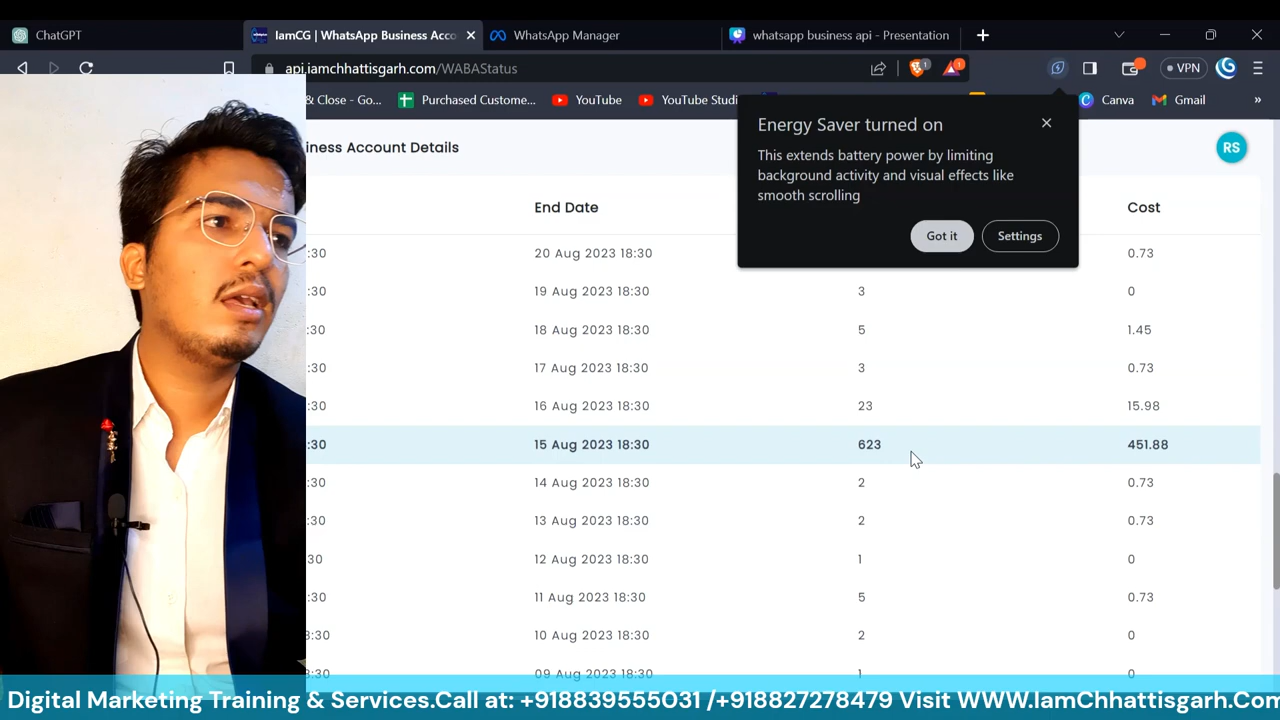 ChatGPT
IamCG | WhatsApp Business Acco
WhatsApp Manager
whatsapp business api - Presentation
api.iamchhattisgarh.com/WABAStatus
1
1
VPN
& Close - Go...
Purchased Custome...
YouTube
YouTube Studi
Canva
Gmail
»
Energy Saver turned on
This extends battery power by limiting
background activity and visual effects like
smooth scrolling
Got it
Settings
iness Account Details
RS
End Date
Cost
:30 20 Aug 2023 18:30 0.73
:30 19 Aug 2023 18:30 3 0
:30 18 Aug 2023 18:30 5 1.45
:30 17 Aug 2023 18:30 3 0.73
:30 16 Aug 2023 18:30 23 15.98
:30 15 Aug 2023 18:30 623 451.88
:30 14 Aug 2023 18:30 2 0.73
:30 13 Aug 2023 18:30 2 0.73
:30 12 Aug 2023 18:30 1 0
:30 11 Aug 2023 18:30 5 0.73
:30 10 Aug 2023 18:30 2 0
:30 09 Aug 2023 18:30 1 0
Digital Marketing Training & Services.Call at: +918839555031 /+918827278479 Visit WWW.IamChhattisgarh.Com